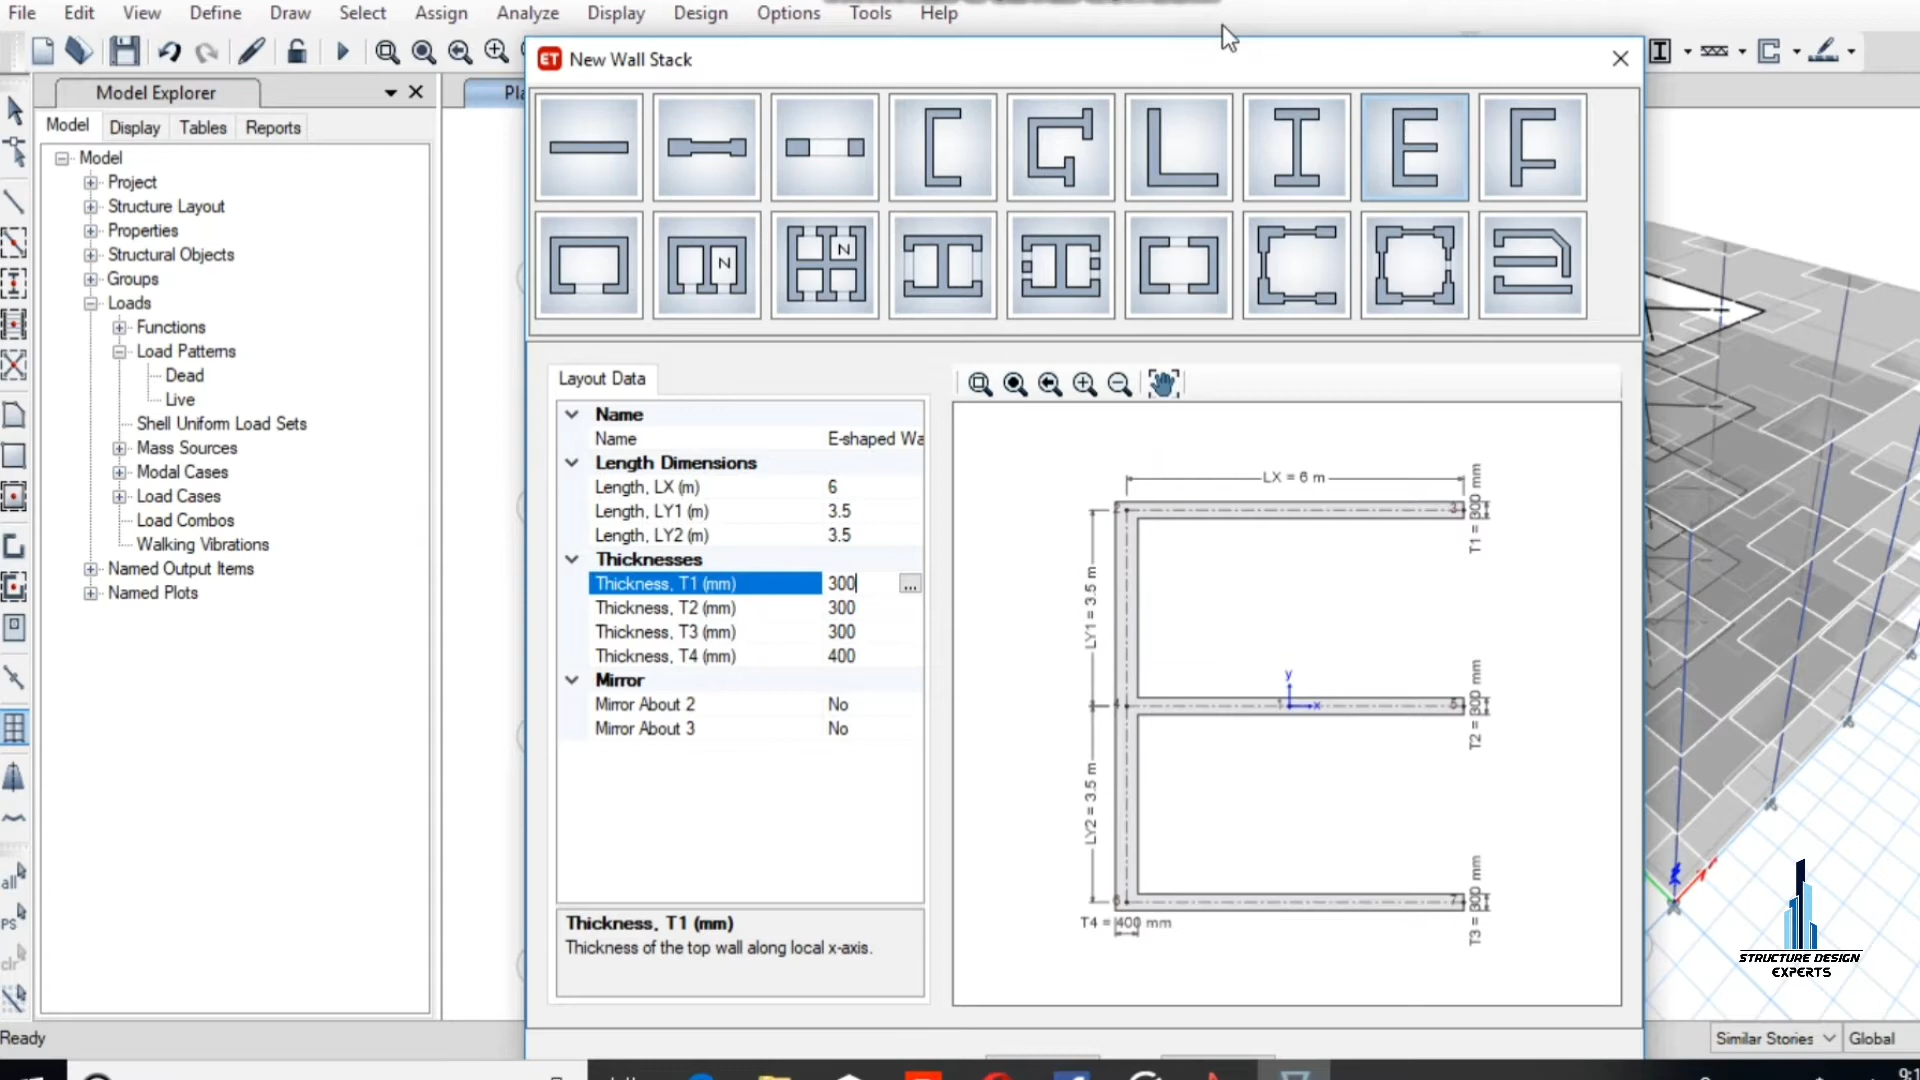 File Edit View Define Draw Select Assign Analyze Display Design Options Tools Help
ET New Wall Stack
Model Explorer
Model Display Tables Reports
Model
Project
Structure Layout
Properties
Structural Objects
Groups
Loads
Functions
Load Patterns
Dead
Live
Shell Uniform Load Sets
Mass Sources
Modal Cases
Load Cases
Load Combos
Walking Vibrations
Named Output Items
Named Plots
all
PS
clr
Layout Data
Name
Name E-shaped Wa
Length Dimensions
Length, LX (m) 6
Length, LY1 (m) 3.5
Length, LY2 (m) 3.5
Thicknesses
Thickness, T1 (mm) 300 ...
Thickness, T2 (mm) 300
Thickness, T3 (mm) 300
Thickness, T4 (mm) 400
Mirror
Mirror About 2 No
Mirror About 3 No
Thickness, T1 (mm)
Thickness of the top wall along local x-axis.
LX = 6 m
T1 = 300 mm
LY1 = 3.5 m
y
x
T2 = 300 mm
LY2 = 3.5 m
T3 = 300 mm
T4 = 400 mm
STRUCTURE DESIGN
EXPERTS
Ready
Similar Stories Global